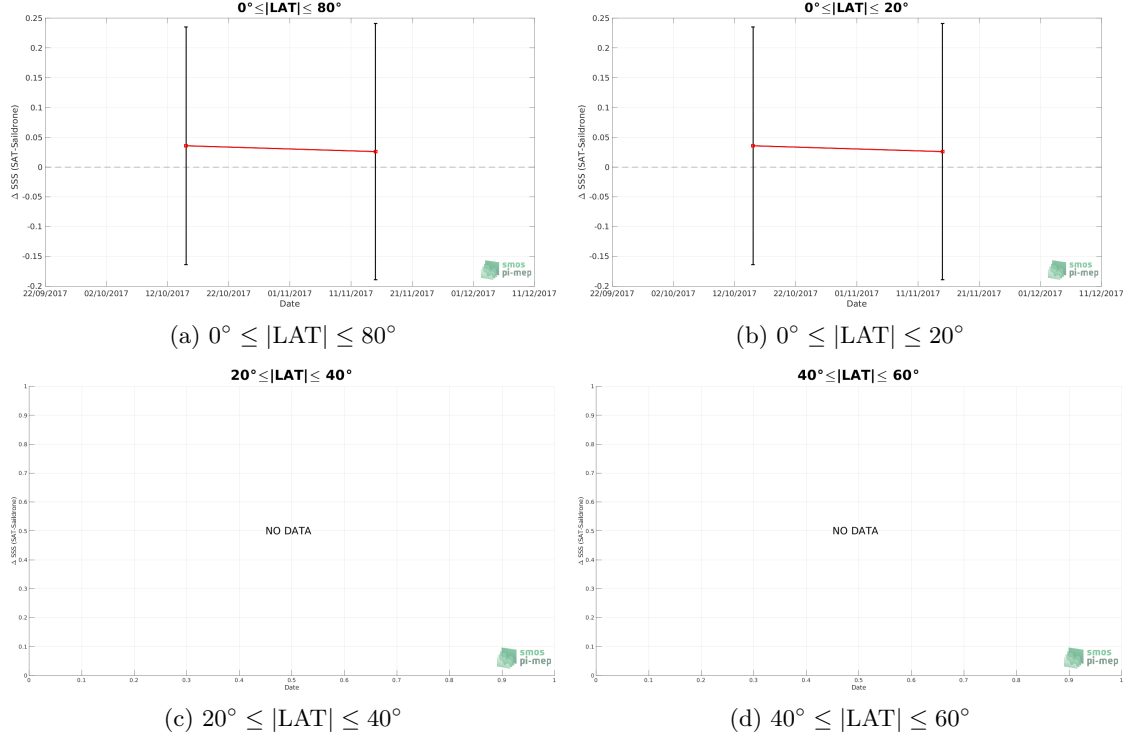 0°≤|LAT|≤ 80°
0.25
0.2
0.15
0.1
0.05
0
-0.05
-0.1
-0.15
-0.2
Δ SSS (SAT-Saildrone)
22/09/2017 02/10/2017 12/10/2017 22/10/2017 01/11/2017 11/11/2017 21/11/2017 01/12/2017 11/12/2017
Date
smos
pi-mep
(a) 0° ≤ |LAT| ≤ 80°
0°≤|LAT|≤ 20°
0.25
0.2
0.15
0.1
0.05
0
-0.05
-0.1
-0.15
-0.2
Δ SSS (SAT-Saildrone)
22/09/2017 02/10/2017 12/10/2017 22/10/2017 01/11/2017 11/11/2017 21/11/2017 01/12/2017 11/12/2017
Date
smos
pi-mep
(b) 0° ≤ |LAT| ≤ 20°
20°≤|LAT|≤ 40°
1
0.9
0.8
0.7
0.6
0.5
0.4
0.3
0.2
0.1
0
Δ SSS (SAT-Saildrone)
NO DATA
0 0.1 0.2 0.3 0.4 0.5 0.6 0.7 0.8 0.9 1
Date
smos
pi-mep
(c) 20° ≤ |LAT| ≤ 40°
40°≤|LAT|≤ 60°
1
0.9
0.8
0.7
0.6
0.5
0.4
0.3
0.2
0.1
0
Δ SSS (SAT-Saildrone)
NO DATA
0 0.1 0.2 0.3 0.4 0.5 0.6 0.7 0.8 0.9 1
Date
smos
pi-mep
(d) 40° ≤ |LAT| ≤ 60°